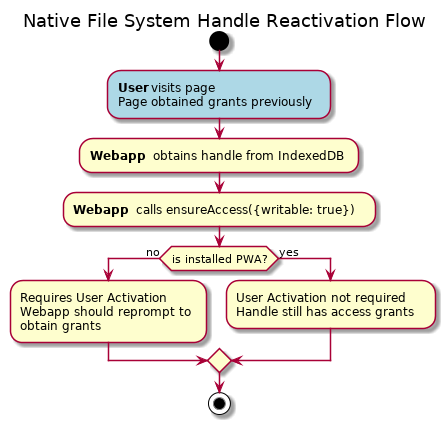 Native File System Handle Reactivation Flow
User visits page
Page obtained grants previously
Webapp obtains handle from IndexedDB
Webapp calls ensureAccess({writable: true})
no
is installed PWA?
yes
Requires User Activation
Webapp should reprompt to
obtain grants
User Activation not required
Handle still has access grants